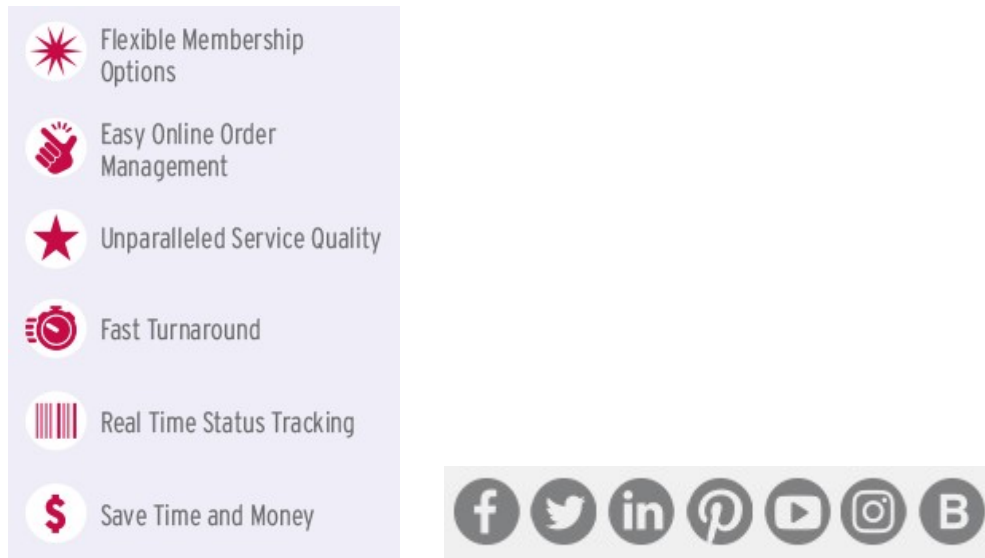 Flexible Membership
Options
Easy Online Order
Management
Unparalleled Service Quality
Fast Turnaround
Real Time Status Tracking
$ Save Time and Money
f in B